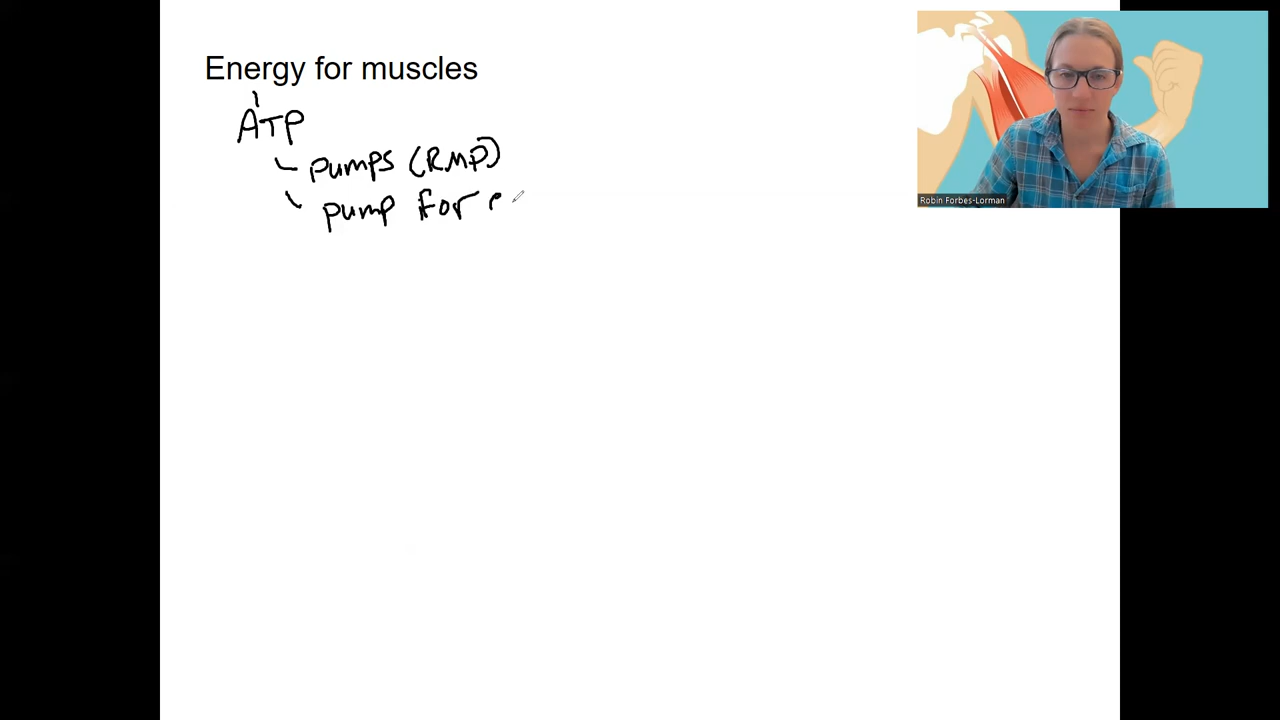 Energy for muscles
ATP
pumps (RMP)
pump for
Robin Forbes-Lorman